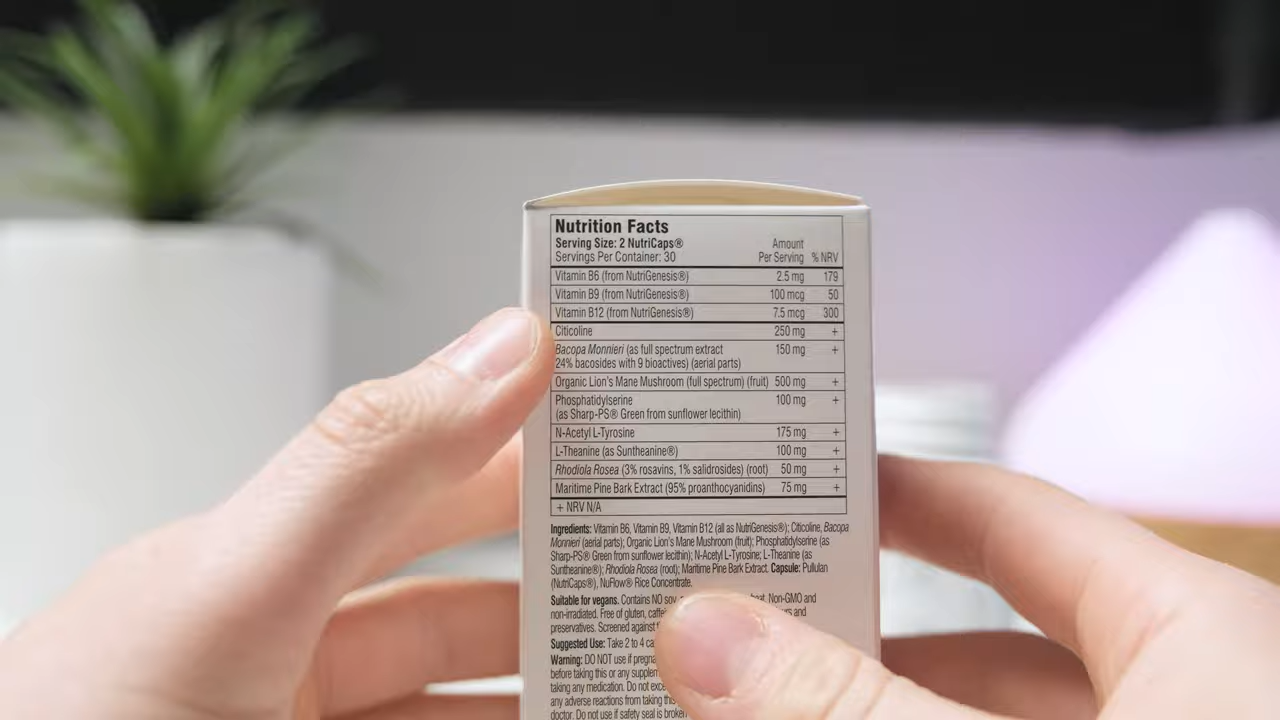 Nutrition Facts
Serving Size: 2 NutriCaps® Amount
Servings Per Container: 30 Per Serving % NRV
Vitamin B6 (from NutriGenesis®) 2.5 mg 179
Vitamin B9 (from NutriGenesis®) 100 mcg 50
Vitamin B12 (from NutriGenesis®) 7.5 mcg 300
Citicoline 250 mg +
Bacopa Monnieri (as full spectrum extract 150 mg +
24% bacosides with 9 bioactives) (aerial parts)
Organic Lion's Mane Mushroom (full spectrum) (fruit) 500 mg +
Phosphatidylserine 100 mg +
(as Sharp-PS® Green from sunflower lecithin)
N-Acetyl L-Tyrosine 175 mg +
L-Theanine (as Suntheanine®) 100 mg +
Rhodiola Rosea (3% rosavins, 1% salidrosides) (root) 50 mg +
Maritime Pine Bark Extract (95% proanthocyanidins) 75 mg +
+ NRV N/A
Ingredients: Vitamin B6, Vitamin B9, Vitamin B12 (all as NutriGenesis®); Citicoline, Bacopa
Monnieri (aerial parts); Organic Lion's Mane Mushroom (fruit); Phosphatidylserine (as
Sharp-PS® Green from sunflower lecithin); N-Acetyl L-Tyrosine; L-Theanine (as
Suntheanine®); Rhodiola Rosea (root); Maritime Pine Bark Extract. Capsule: Pullulan
(NutriCaps®), NuFlow® Rice Concentrate.
Suitable for vegans. Contains NO soy, Non-GMO and
non-irradiated. Free of gluten, and
preservatives. Screened against
Suggested Use: Take 2 to 4
Warning: DO NOT use if
before taking this or any
taking any medication. Do not
any adverse reactions from taking
doctor. Do not use if safety seal is broken